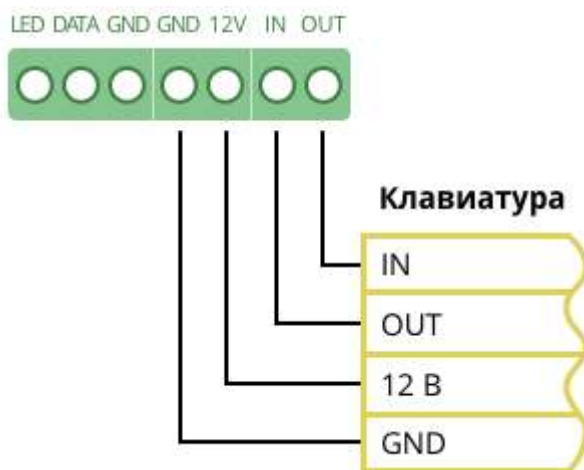 LED DATA GND GND 12V IN OUT
Клавиатура
IN
OUT
12 В
GND